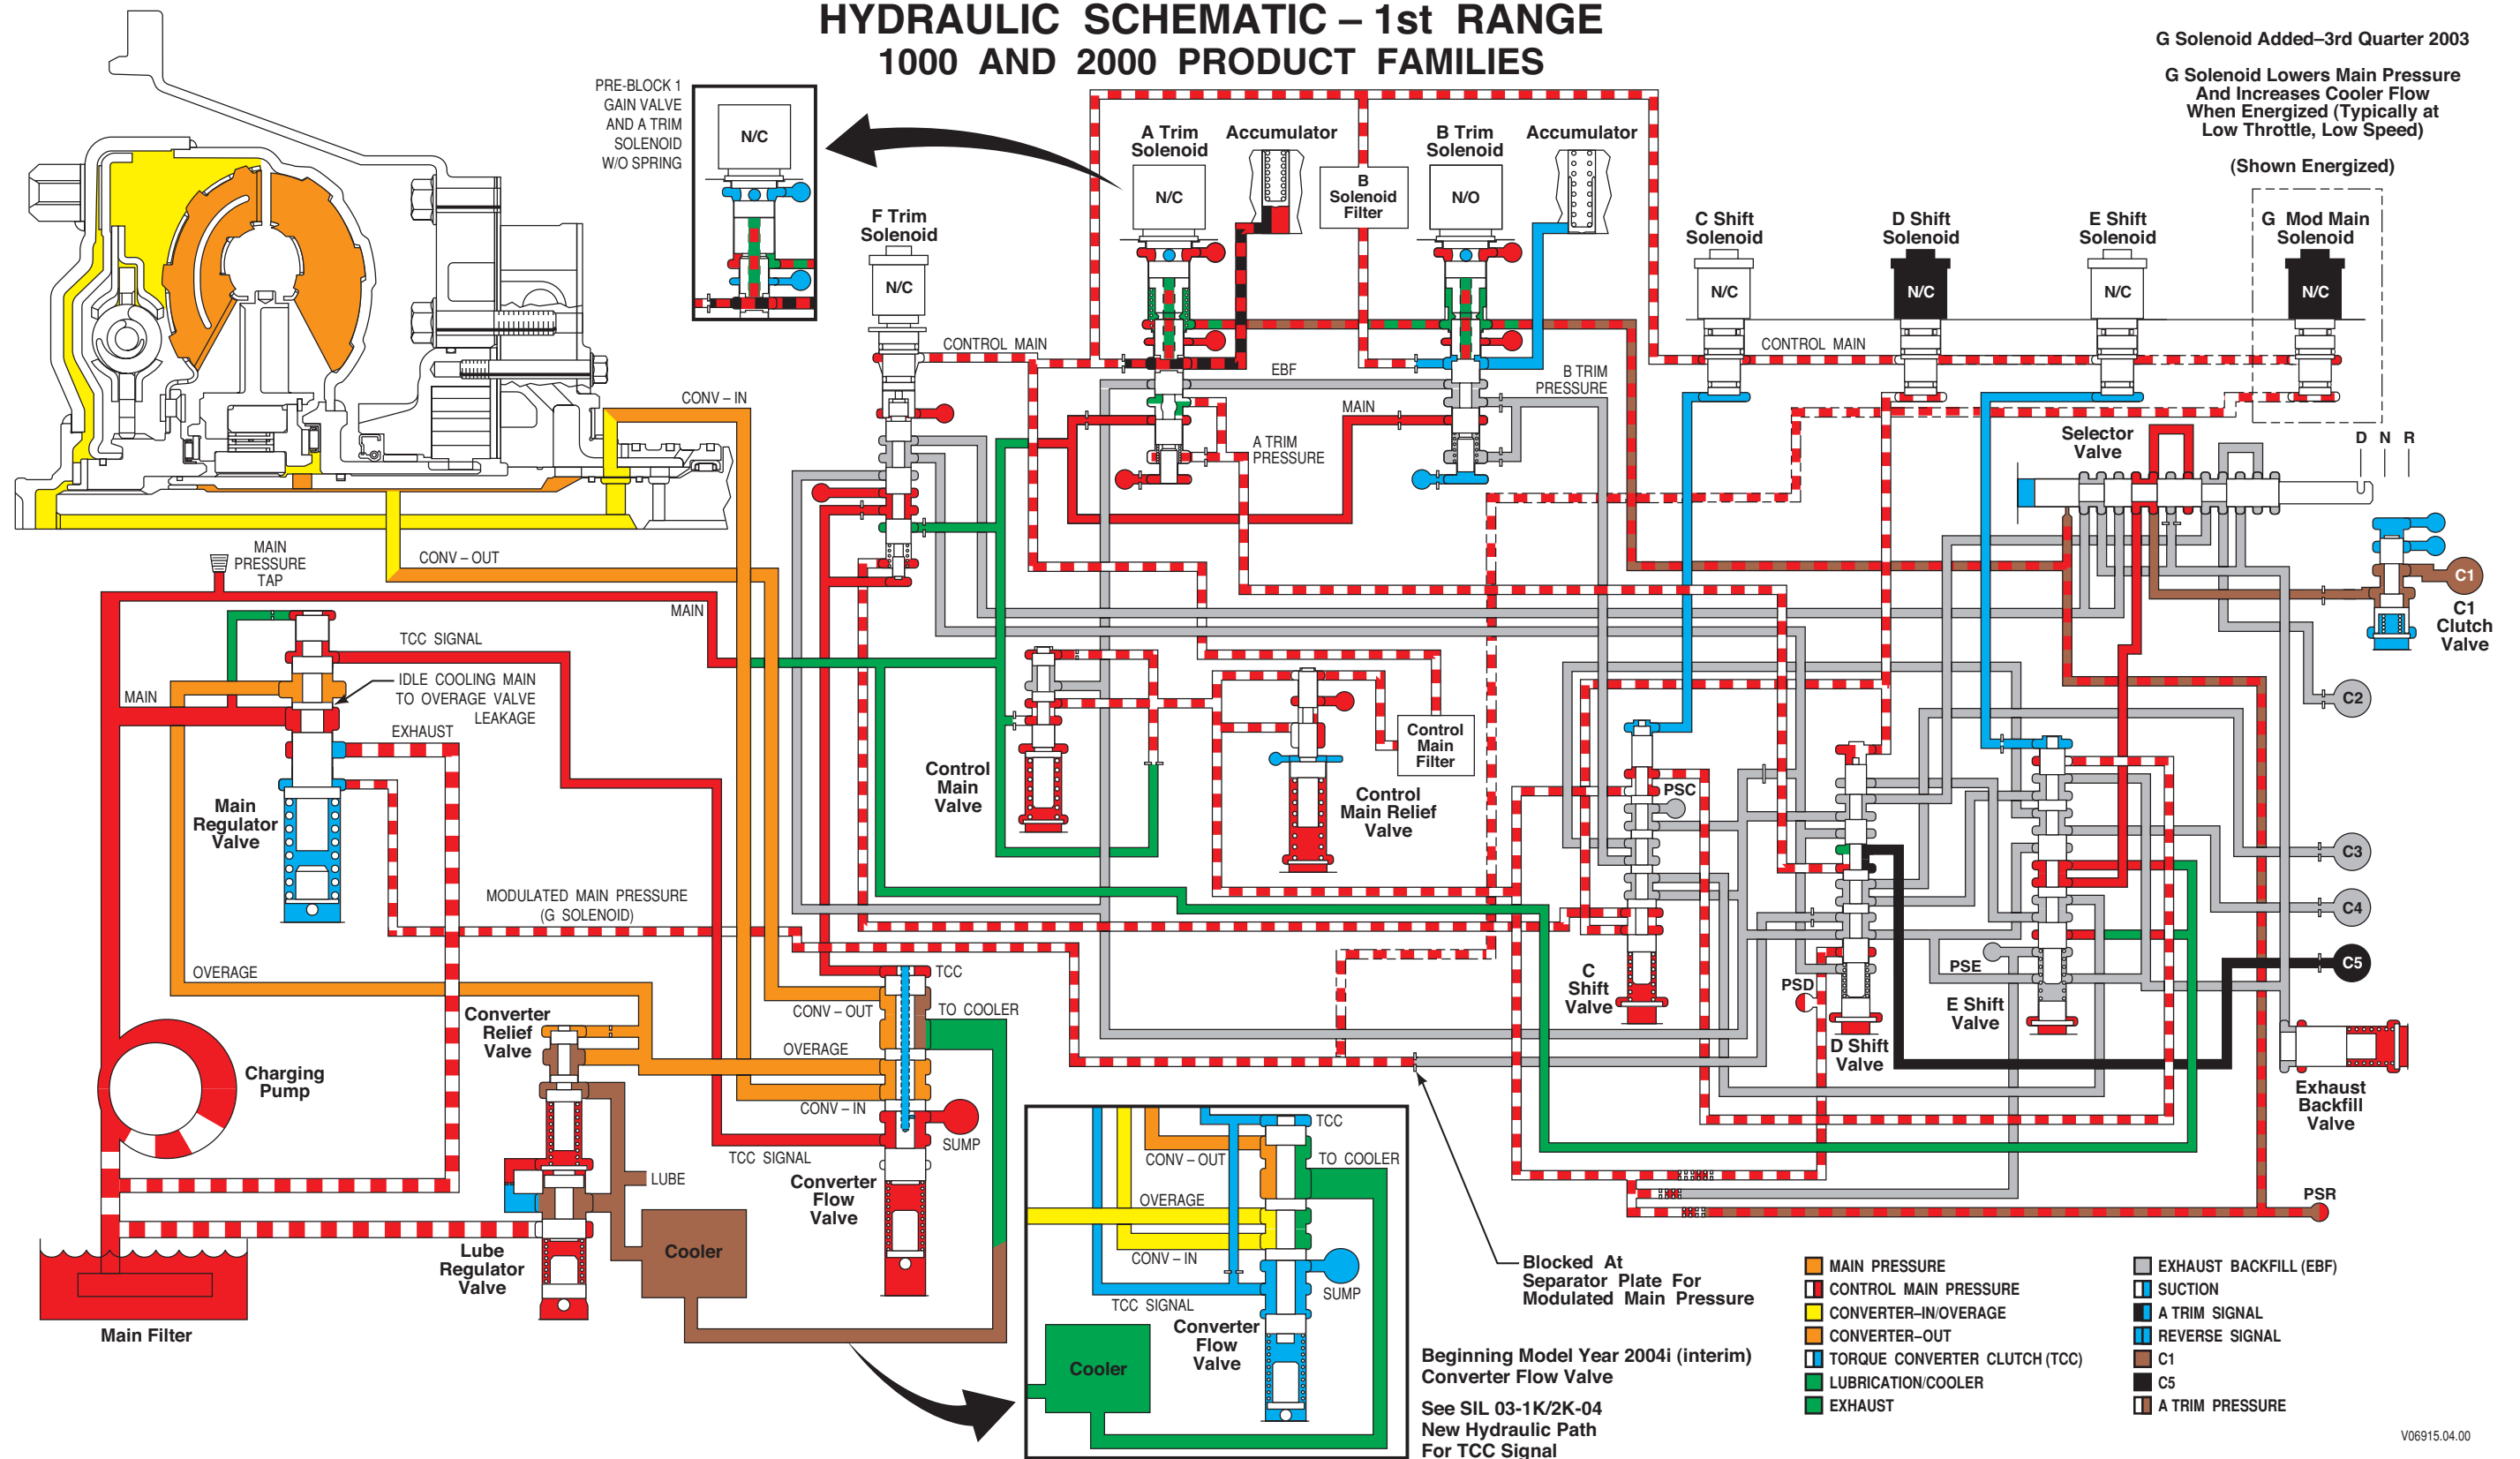 HYDRAULIC SCHEMATIC – 1st RANGE
1000 AND 2000 PRODUCT FAMILIES
G Solenoid Added–3rd Quarter 2003
G Solenoid Lowers Main Pressure
And Increases Cooler Flow
When Energized (Typically at
Low Throttle, Low Speed)
(Shown Energized)
PRE-BLOCK 1
GAIN VALVE
AND A TRIM
SOLENOID
W/O SPRING
N/C
A Trim
Solenoid
N/C
Accumulator
B
Solenoid
Filter
B Trim
Solenoid
N/O
Accumulator
F Trim
Solenoid
N/C
C Shift
Solenoid
N/C
D Shift
Solenoid
N/C
E Shift
Solenoid
N/C
G Mod Main
Solenoid
N/C
CONTROL MAIN
CONTROL MAIN
EBF
B TRIM
PRESSURE
MAIN
A TRIM
PRESSURE
CONV – IN
CONV – OUT
Selector
Valve
D N R
C1
C1
Clutch
Valve
C2
C3
C4
C5
MAIN
PRESSURE
TAP
MAIN
TCC SIGNAL
IDLE COOLING MAIN
TO OVERAGE VALVE
LEAKAGE
MAIN
EXHAUST
Main
Regulator
Valve
Control
Main
Valve
Control
Main Relief
Valve
Control
Main
Filter
MODULATED MAIN PRESSURE
(G SOLENOID)
PSC
PSD
PSE
C
Shift
Valve
D Shift
Valve
E Shift
Valve
Exhaust
Backfill
Valve
PSR
OVERAGE
Converter
Relief
Valve
Charging
Pump
TCC
CONV – OUT
TO COOLER
OVERAGE
CONV – IN
SUMP
TCC SIGNAL
Converter
Flow
Valve
LUBE
Cooler
Lube
Regulator
Valve
Main Filter
TCC
CONV – OUT
TO COOLER
OVERAGE
CONV – IN
SUMP
TCC SIGNAL
Converter
Flow
Valve
Cooler
Blocked At
Separator Plate For
Modulated Main Pressure
Beginning Model Year 2004i (interim)
Converter Flow Valve
See SIL 03-1K/2K-04
New Hydraulic Path
For TCC Signal
MAIN PRESSURE
CONTROL MAIN PRESSURE
CONVERTER–IN/OVERAGE
CONVERTER–OUT
TORQUE CONVERTER CLUTCH (TCC)
LUBRICATION/COOLER
EXHAUST
EXHAUST BACKFILL (EBF)
SUCTION
A TRIM SIGNAL
REVERSE SIGNAL
C1
C5
A TRIM PRESSURE
V06915.04.00